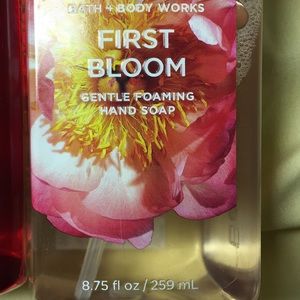 BATH + BODY WORKS
FIRST
BLOOM
GENTLE FOAMING
HAND SOAP
8.75 fl oz / 259 mL